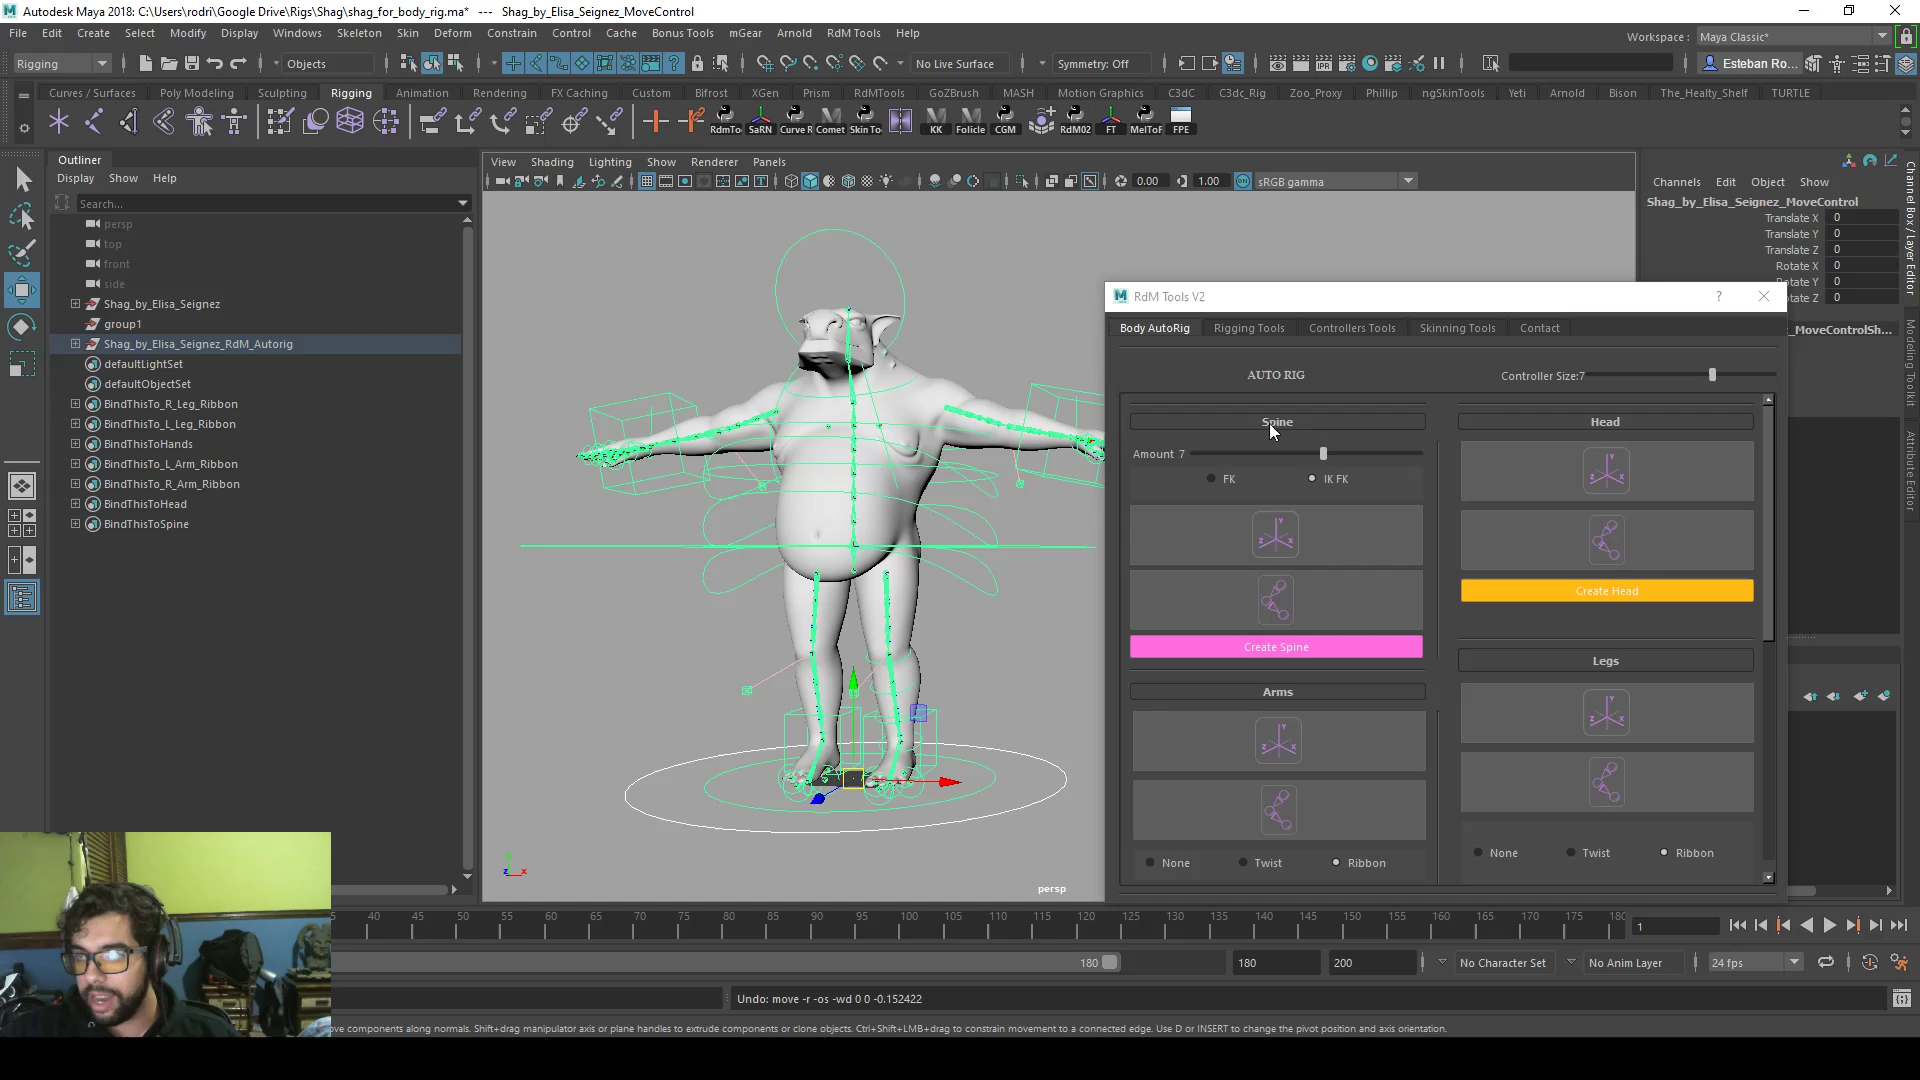 Autodesk Maya 2018: C:\Users\rodri\Google Drive\Rigs\Shag\shag_for_body_rig.ma* --- Shag_by_Elisa_Seignez_MoveControl
File Edit Create Select Modify Display Windows Skeleton Skin Deform Constrain Control Cache Bonus Tools mGear Arnold RdM Tools Help
Workspace : Maya Classic*
Rigging Objects No Live Surface Symmetry: Off Esteban Ro...
Curves / Surfaces Poly Modeling Sculpting Rigging Animation Rendering FX Caching Custom Bifrost XGen Prism RdMTools GoZBrush MASH Motion Graphics C3DC C3dc_Rig Zoo_Proxy Phillip ngSkinTools Yeti Arnold Bison The_Healty_Shelf TURTLE
RdmTo SaRN Curve R Comet Skin To KK Folicle CGM RdM02 FT MelToF FPE
Outliner
Display Show Help
Search...
persp
top
front
side
Shag_by_Elisa_Seignez
group1
Shag_by_Elisa_Seignez_RdM_Autorig
defaultLightSet
defaultObjectSet
BindThisTo_R_Leg_Ribbon
BindThisTo_L_Leg_Ribbon
BindThisToHands
BindThisTo_L_Arm_Ribbon
BindThisTo_R_Arm_Ribbon
BindThisToHead
BindThisToSpine
View Shading Lighting Show Renderer Panels
0.00 1.00 sRGB gamma
persp
Channels Edit Object Show
Shag_by_Elisa_Seignez_MoveControl
Translate X 0
Translate Y 0
Translate Z 0
Rotate X 0
otate Y 0
otate Z 0
_MoveControlSh...
Channel Box / Layer Editor
Modeling Toolkit
Attribute Editor
RdM Tools V2
?
Body AutoRig Rigging Tools Controllers Tools Skinning Tools Contact
AUTO RIG
Controller Size:7
Spine
Amount 7
FK IK FK
Create Spine
Head
Create Head
Arms
None Twist Ribbon
Legs
None Twist Ribbon
40 45 50 55 60 65 70 75 80 85 90 95 100 105 110 115 120 125 130 135 140 145 150 155 160 165 170 175 180
1
180 180 200 No Character Set No Anim Layer 24 fps
Undo: move -r -os -wd 0 0 -0.152422
ove components along normals. Shift+drag manipulator axis or plane handles to extrude components or clone objects. Ctrl+Shift+LMB+drag to constrain movement to a connected edge. Use D or INSERT to change the pivot position and axis orientation.